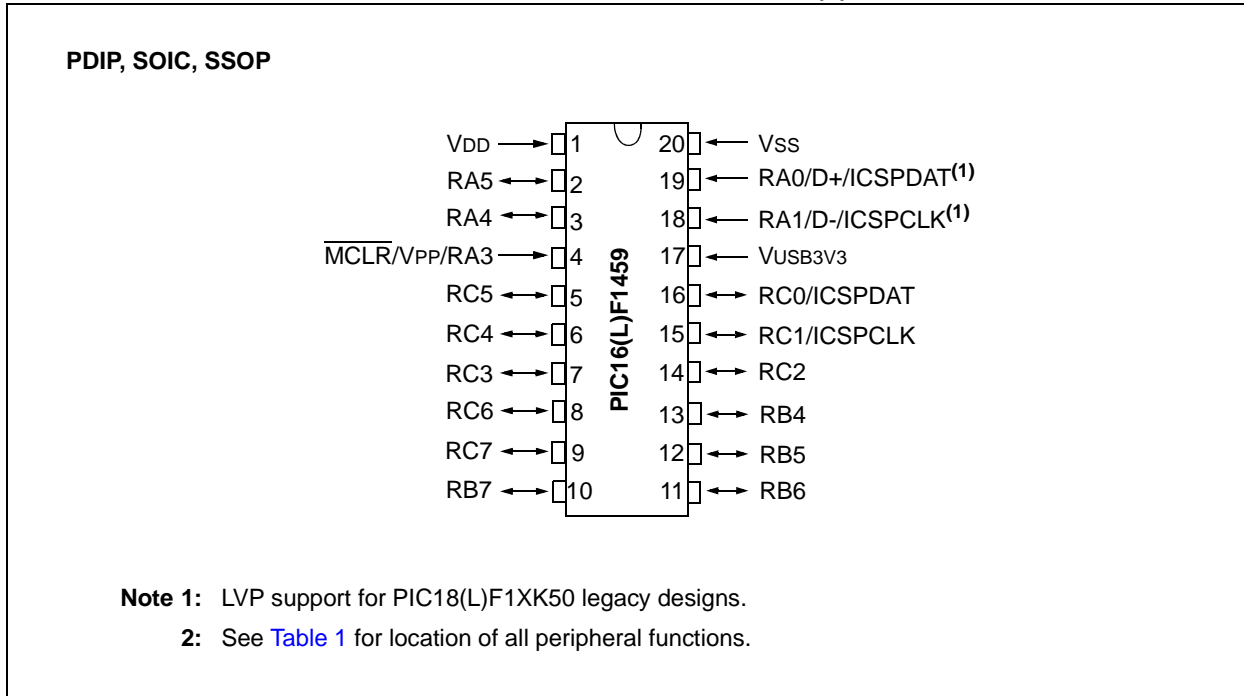 PDIP, SOIC, SSOP
VDD 1 20 VSS
RA5 2 19 RA0/D+/ICSPDAT(1)
RA4 3 18 RA1/D-/ICSPCLK(1)
MCLR/VPP/RA3 4 17 VUSB3V3
RC5 5 16 RC0/ICSPDAT
RC4 6 15 RC1/ICSPCLK
RC3 7 14 RC2
RC6 8 13 RB4
RC7 9 12 RB5
RB7 10 11 RB6
PIC16(L)F1459
Note 1: LVP support for PIC18(L)F1XK50 legacy designs.
2: See Table 1 for location of all peripheral functions.